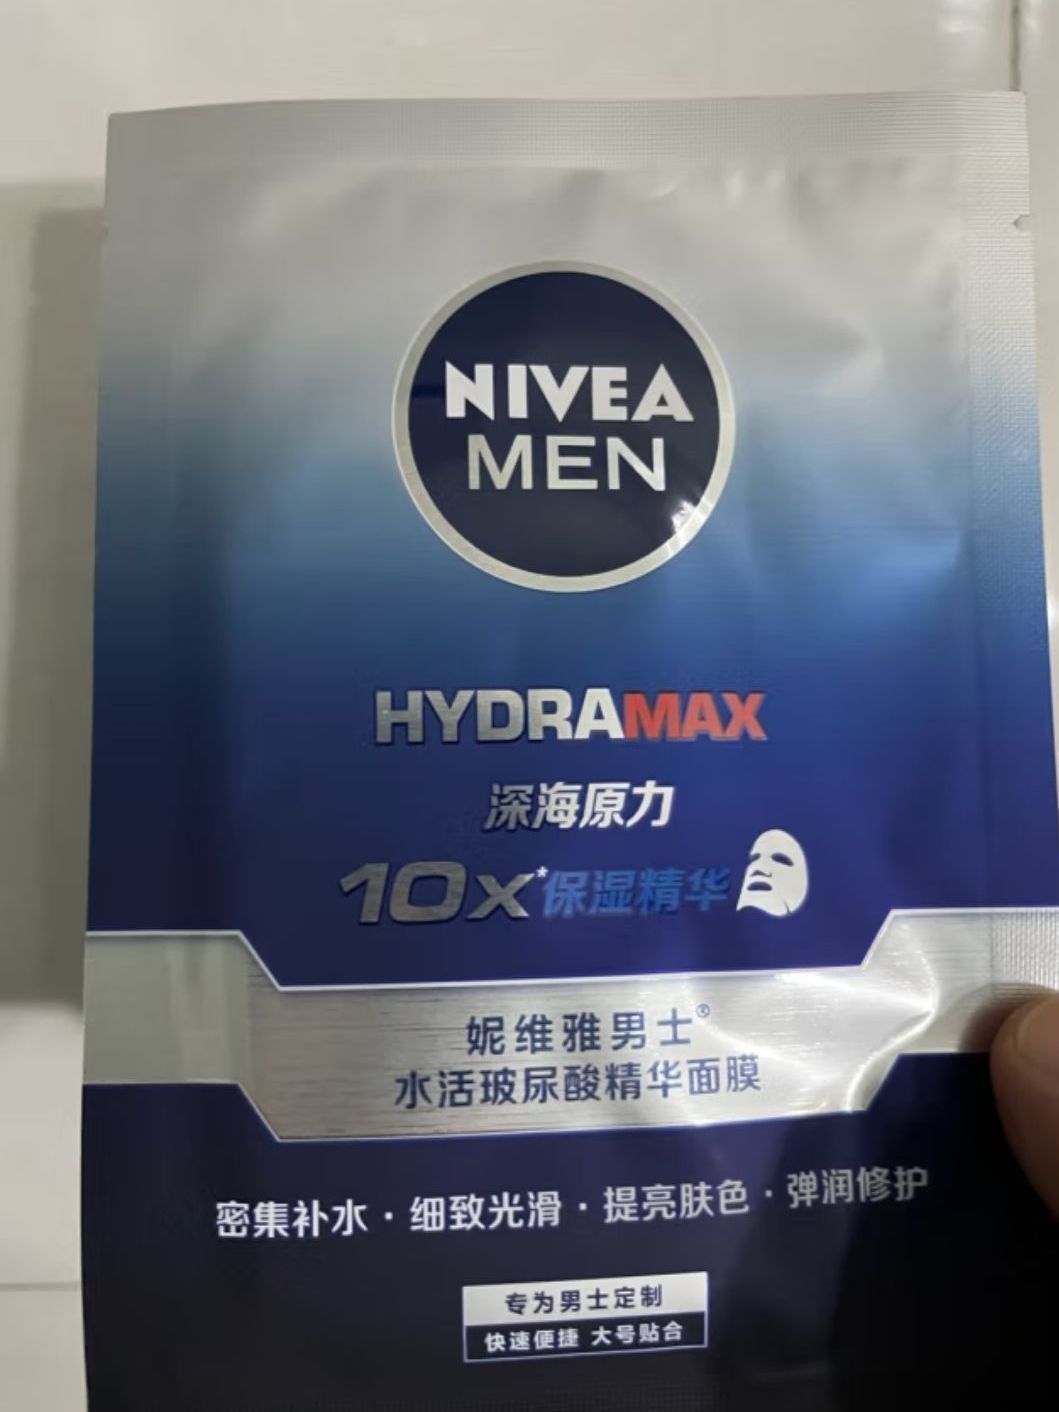 NIVEA
MEN
HYDRAMAX
深海原力
10x*保湿精华
妮维雅男士®
水活玻尿酸精华面膜
密集补水·细致光滑·提亮肤色·弹润修护
专为男士定制
快速便捷 大号贴合